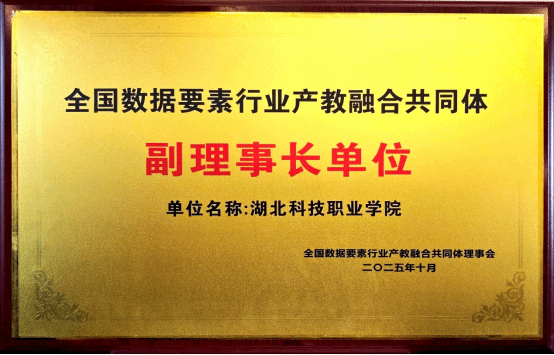 全国数据要素行业产教融合共同体
副理事长单位
单位名称:湖北科技职业学院
全国数据要素行业产教融合共同体理事会
二〇二五年十月